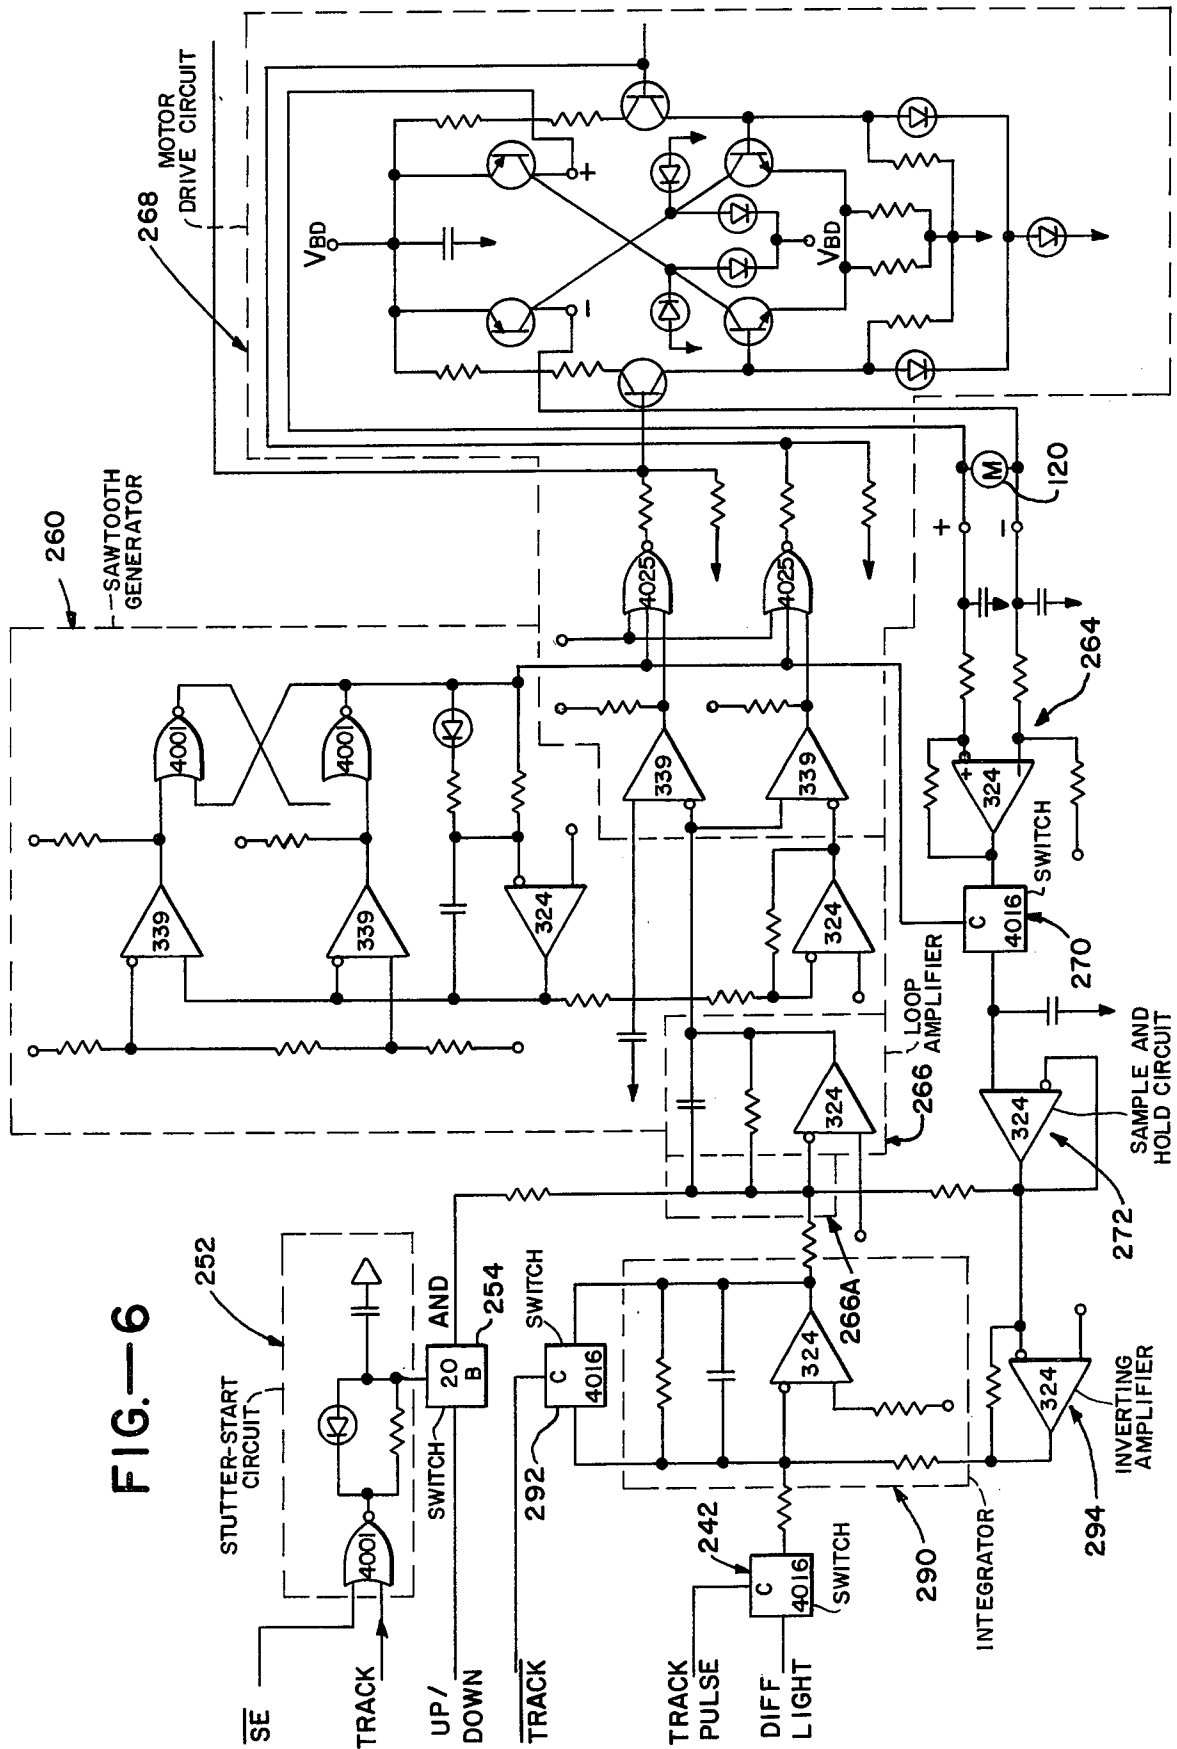 FIG.—6
260
SAWTOOTH
GENERATOR
268
MOTOR
DRIVE CIRCUIT
252
STUTTER-START
CIRCUIT
4001
SE
TRACK
UP/
DOWN
TRACK
SWITCH
20
B
AND
254
SWITCH
C
4016
292
TRACK
PULSE
DIFF
LIGHT
242
C
4016
SWITCH
324
290
INTEGRATOR
266A
324
266
LOOP
AMPLIFIER
339
339
4001
4001
324
324
339
339
4025
4025
VBD
+
-
VBD
M
120
+
-
264
+
-
324
SWITCH
C
4016
270
324
SAMPLE AND
HOLD CIRCUIT
272
324
INVERTING
AMPLIFIER
294